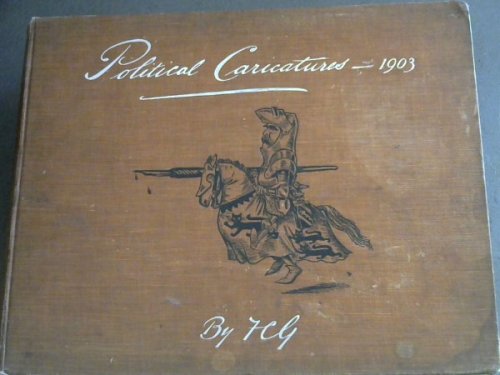 Political Caricatures - 1903
By FCG